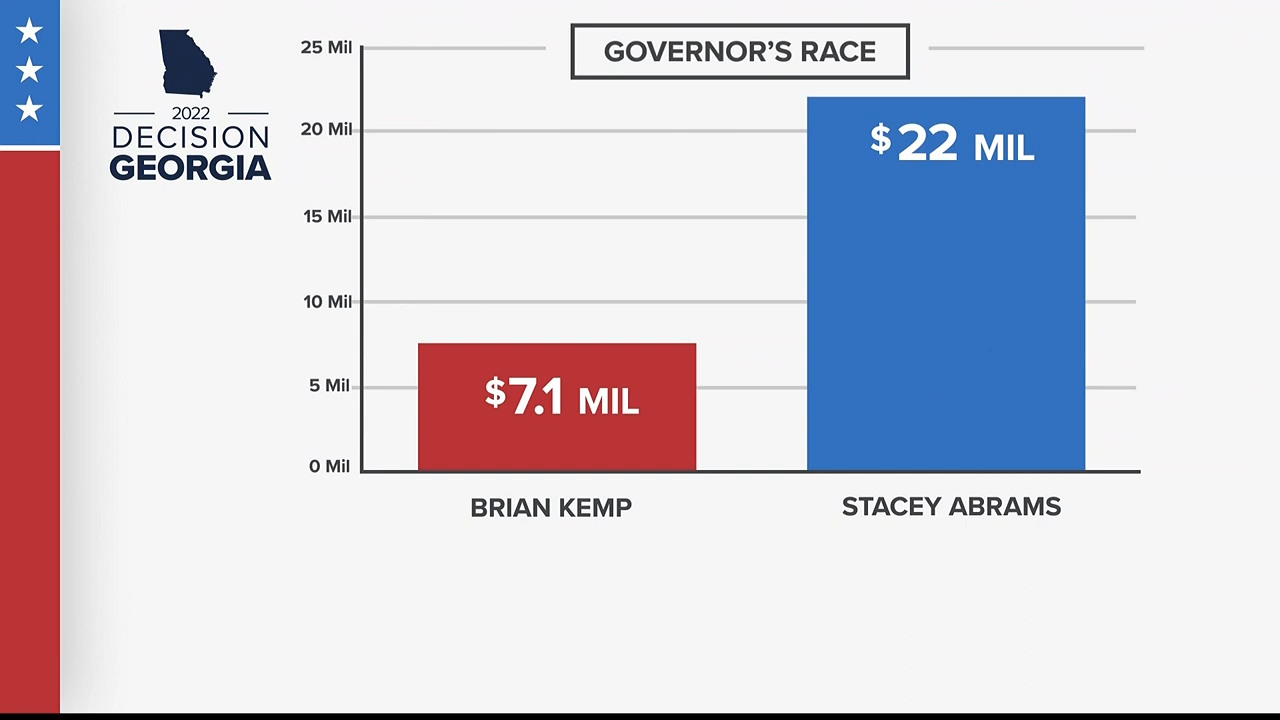 GOVERNOR'S RACE
2022
DECISION
GEORGIA
25 Mil
20 Mil
15 Mil
10 Mil
5 Mil
0 Mil
$7.1 MIL
$22 MIL
BRIAN KEMP
STACEY ABRAMS